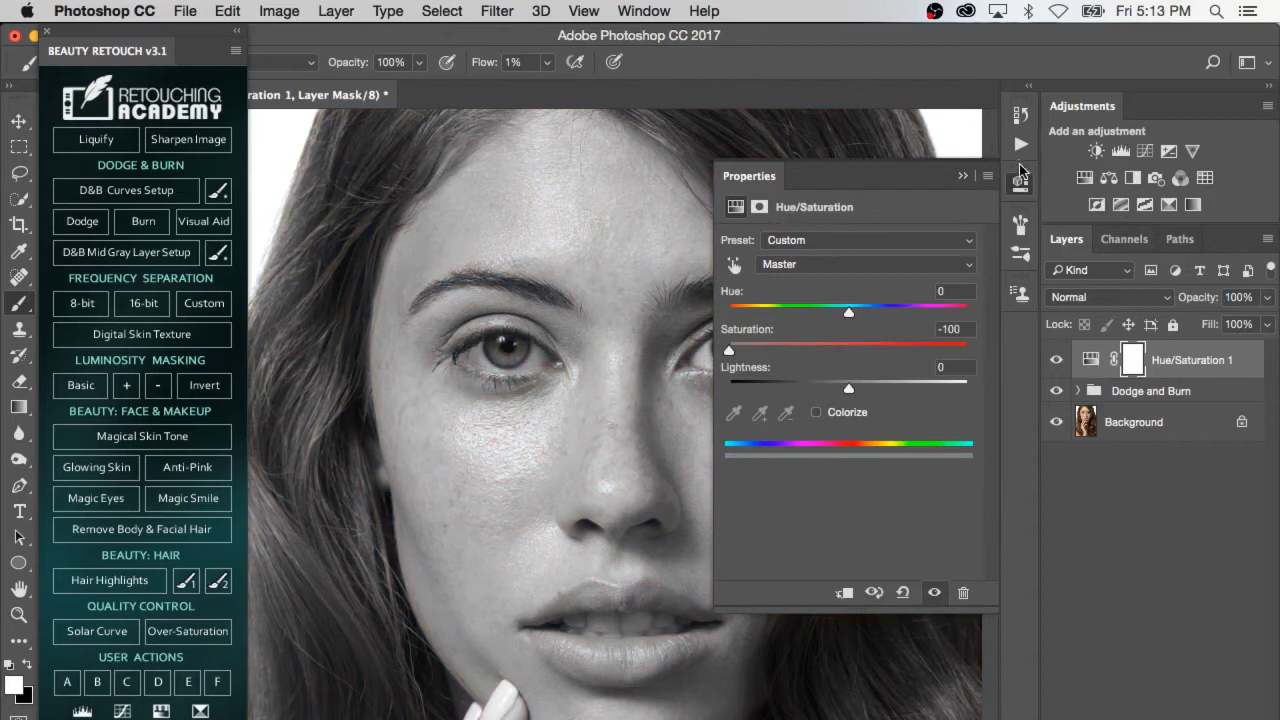 Photoshop CC File Edit Image Layer Type Select Filter 3D View Window Help Fri 5:13 PM
Adobe Photoshop CC 2017
BEAUTY RETOUCH v3.1
Opacity: 100% Flow: 1%
ration 1, Layer Mask/8) *
RETOUCHING
ACADEMY
Liquify Sharpen Image
DODGE & BURN
D&B Curves Setup
Dodge Burn Visual Aid
D&B Mid Gray Layer Setup
FREQUENCY SEPARATION
8-bit 16-bit Custom
Digital Skin Texture
LUMINOSITY MASKING
Basic + - Invert
BEAUTY: FACE & MAKEUP
Magical Skin Tone
Glowing Skin Anti-Pink
Magic Eyes Magic Smile
Remove Body & Facial Hair
BEAUTY: HAIR
Hair Highlights 1 2
QUALITY CONTROL
Solar Curve Over-Saturation
USER ACTIONS
A B C D E F
Properties
Hue/Saturation
Preset: Custom
Master
Hue: 0
Saturation: -100
Lightness: 0
Colorize
Adjustments
Add an adjustment
Layers Channels Paths
Kind
Normal Opacity: 100%
Lock: Fill: 100%
Hue/Saturation 1
Dodge and Burn
Background